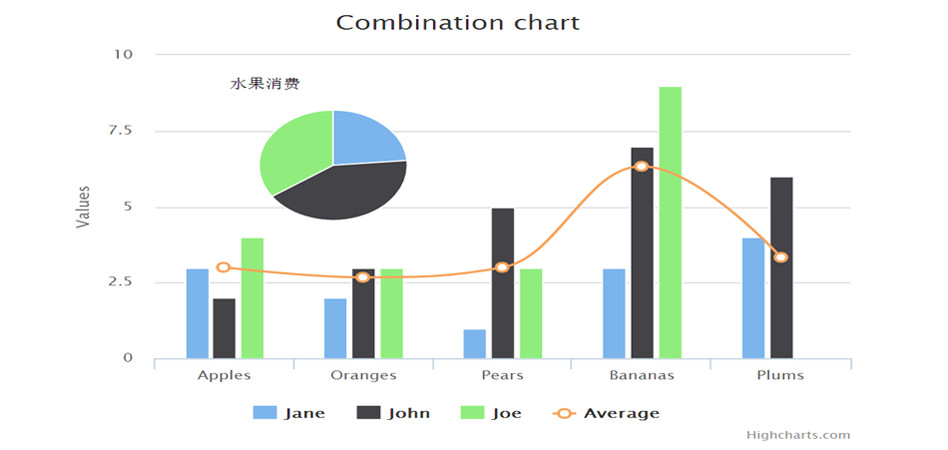 Combination chart
水果消费
Values
10
7.5
5
2.5
0
Apples Oranges Pears Bananas Plums
Jane John Joe Average
Highcharts.com